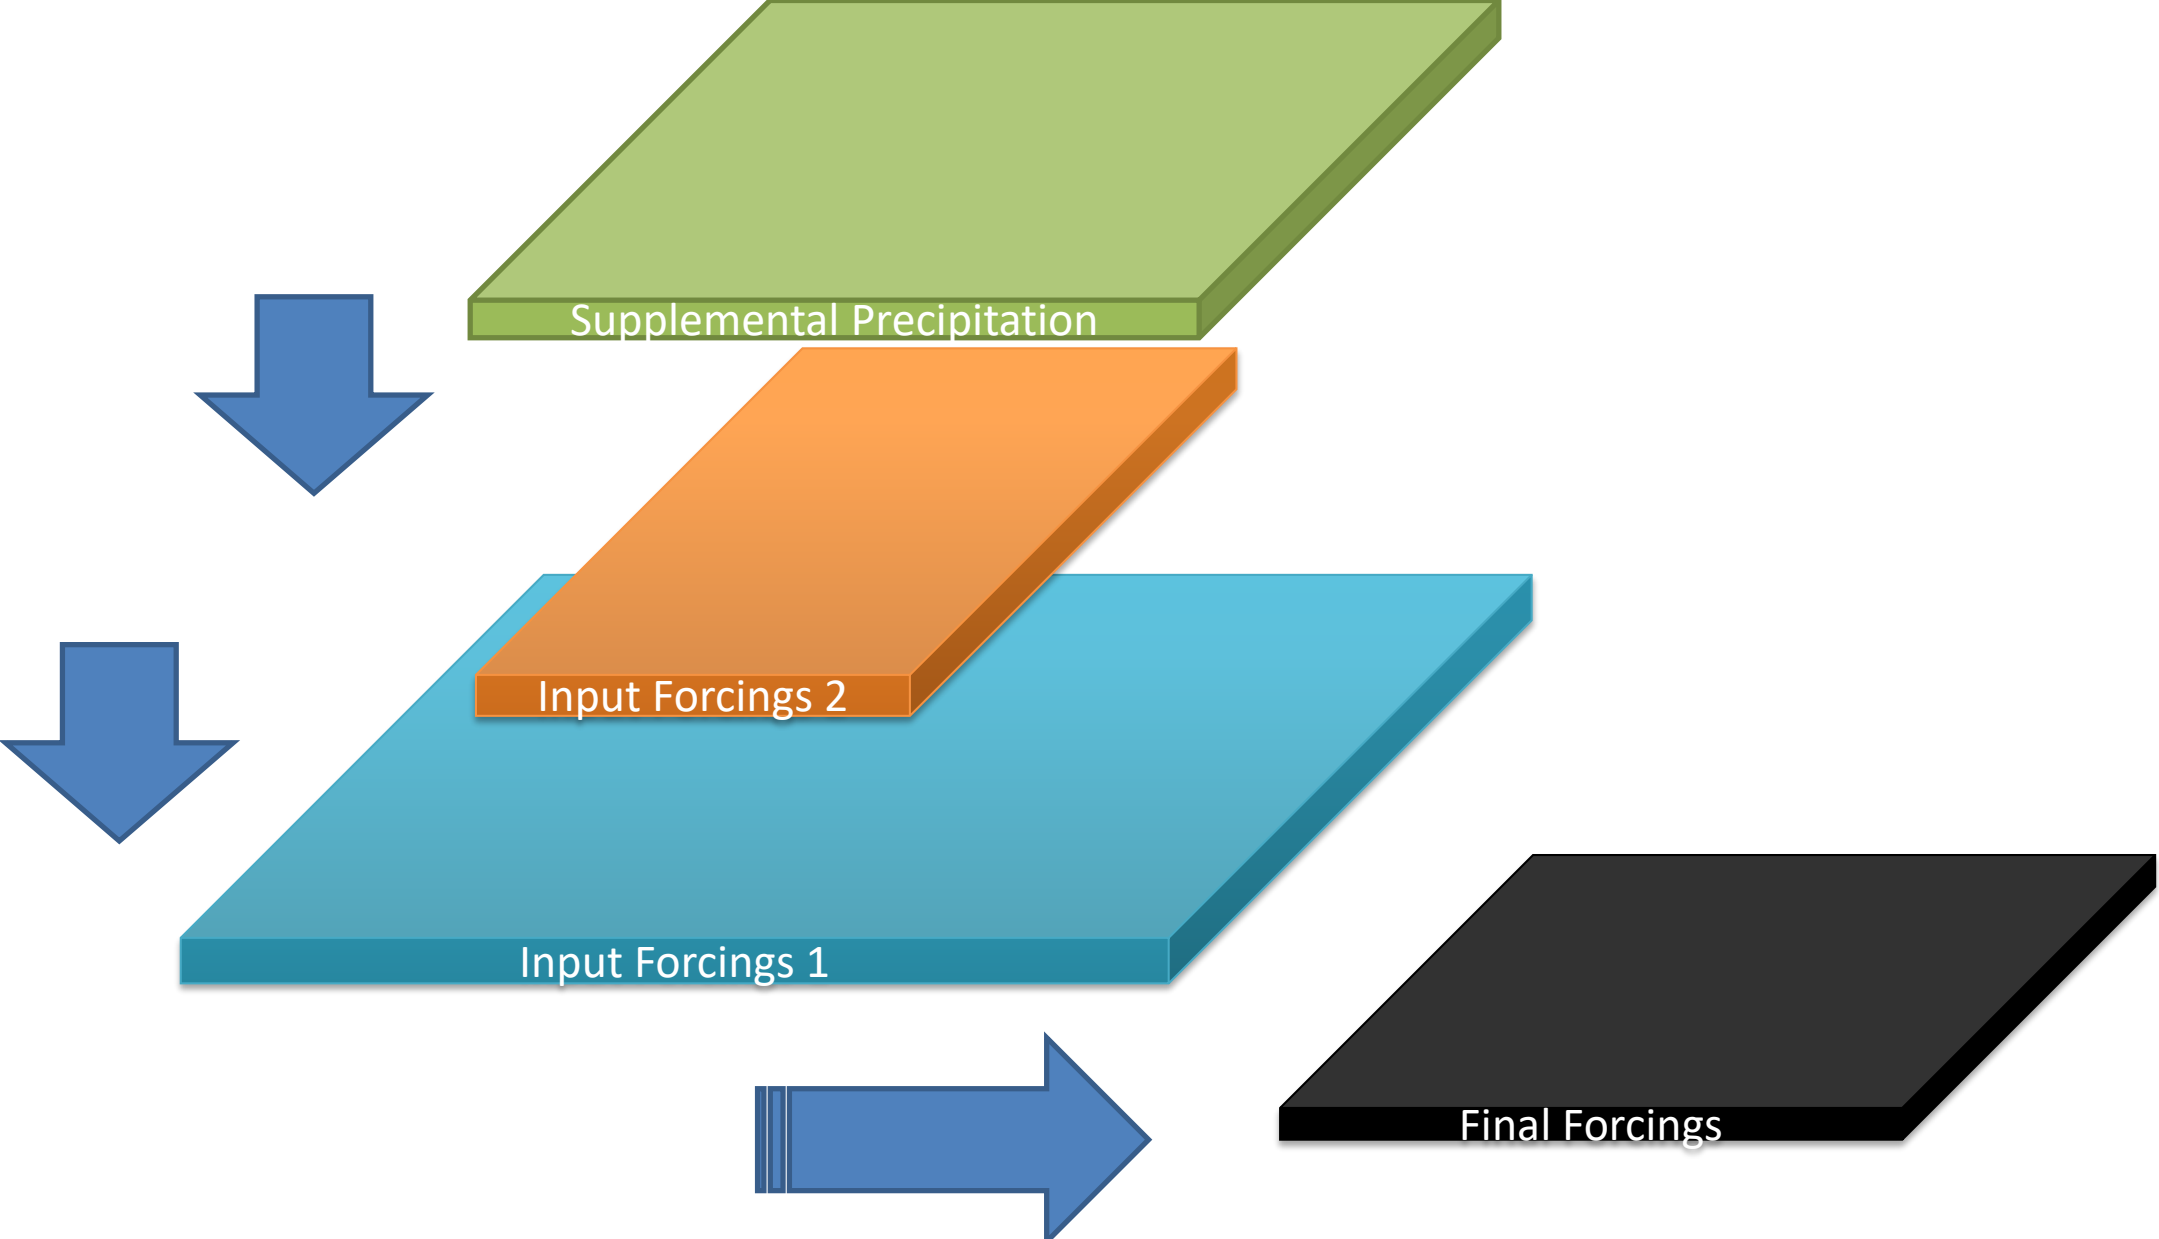 Supplemental Precipitation
Input Forcings 2
Input Forcings 1
Final Forcings